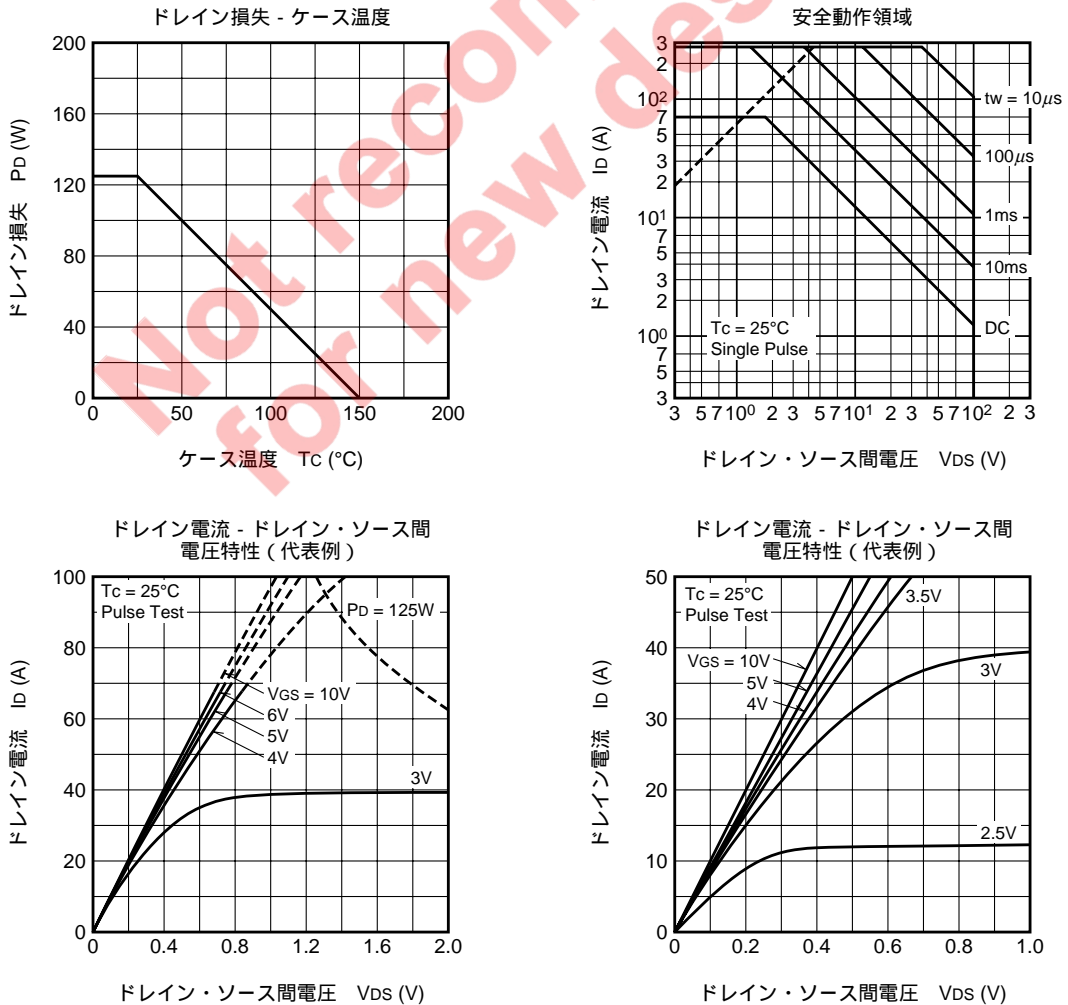 Not recommended
for new design
ドレイン損失 - ケース温度
200
160
120
80
40
0
0 50 100 150 200
ドレイン損失 PD (W)
ケース温度 TC (°C)
安全動作領域
3
2
10²
7
5
3
2
10¹
7
5
3
2
10⁰
7
5
3
3 5 7 10⁰ 2 3 5 7 10¹ 2 3 5 7 10² 2 3
ドレイン電流 ID (A)
ドレイン・ソース間電圧 VDS (V)
tw = 10μs
100μs
1ms
10ms
DC
Tc = 25°C
Single Pulse
ドレイン電流 - ドレイン・ソース間
電圧特性 ( 代表例 )
100
80
60
40
20
0
0 0.4 0.8 1.2 1.6 2.0
ドレイン電流 ID (A)
ドレイン・ソース間電圧 VDS (V)
Tc = 25°C
Pulse Test
PD = 125W
VGS = 10V
6V
5V
4V
3V
ドレイン電流 - ドレイン・ソース間
電圧特性 ( 代表例 )
50
40
30
20
10
0
0 0.2 0.4 0.6 0.8 1.0
ドレイン電流 ID (A)
ドレイン・ソース間電圧 VDS (V)
Tc = 25°C
Pulse Test
VGS = 10V
5V
4V
3.5V
3V
2.5V